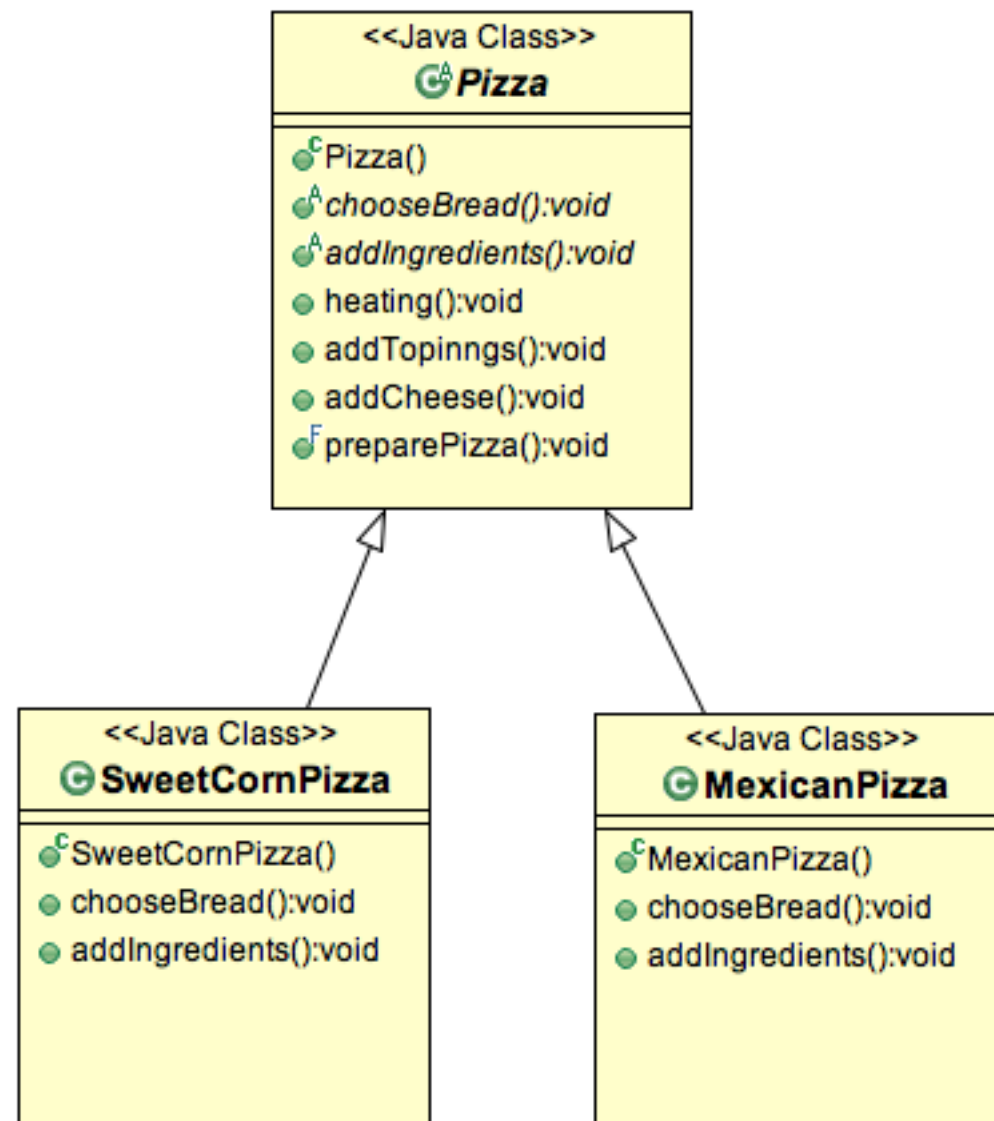 <<Java Class>>
Pizza
Pizza()
chooseBread():void
addIngredients():void
heating():void
addTopinngs():void
addCheese():void
preparePizza():void
<<Java Class>>
SweetCornPizza
SweetCornPizza()
chooseBread():void
addIngredients():void
<<Java Class>>
MexicanPizza
MexicanPizza()
chooseBread():void
addIngredients():void